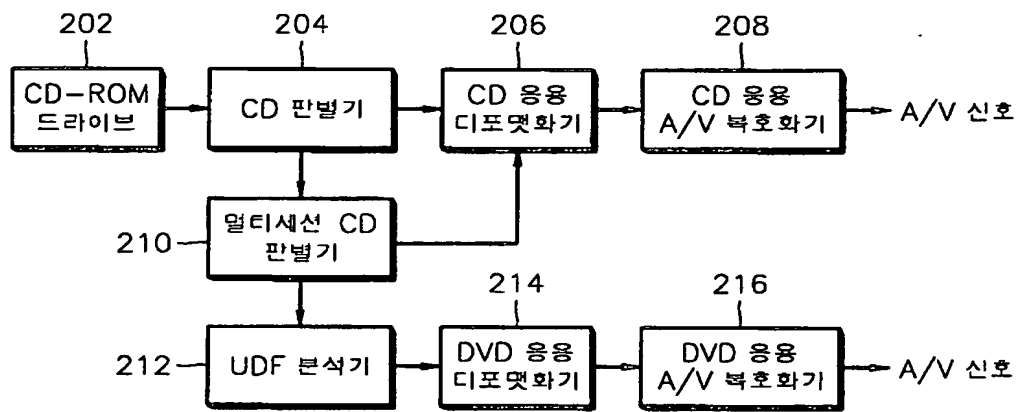 202
204
206
208
CD-ROM
드라이브
CD 판별기
CD 응용
디포맷화기
CD 응용
A/V 복호화기
A/V 신호
210
멀티세션 CD
판별기
214
216
212
UDF 분석기
DVD 응용
디포맷화기
DVD 응용
A/V 복호화기
A/V 신호